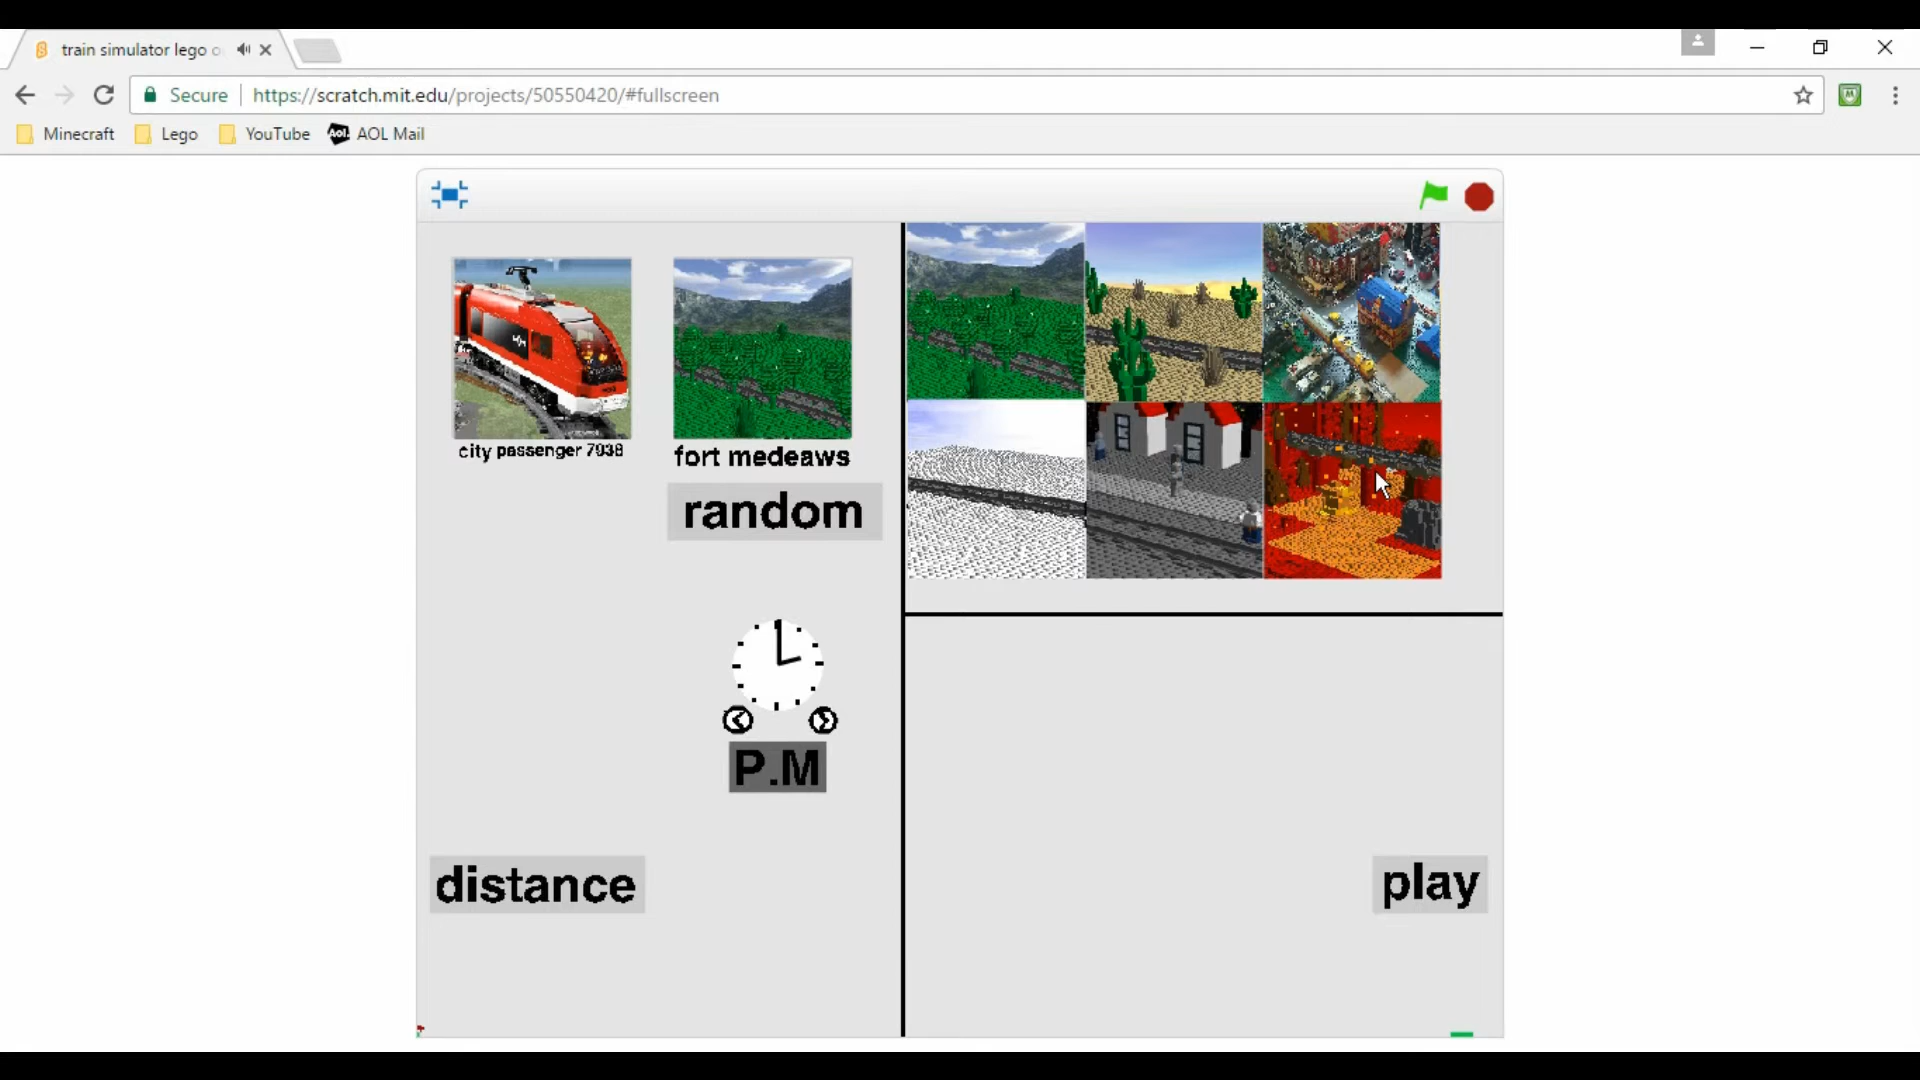 train simulator lego o
Secure
https://scratch.mit.edu/projects/50550420/#fullscreen
Minecraft
Lego
YouTube
Aol.
AOL Mail
city passenger 7938
fort medeaws
random
P.M
distance
play